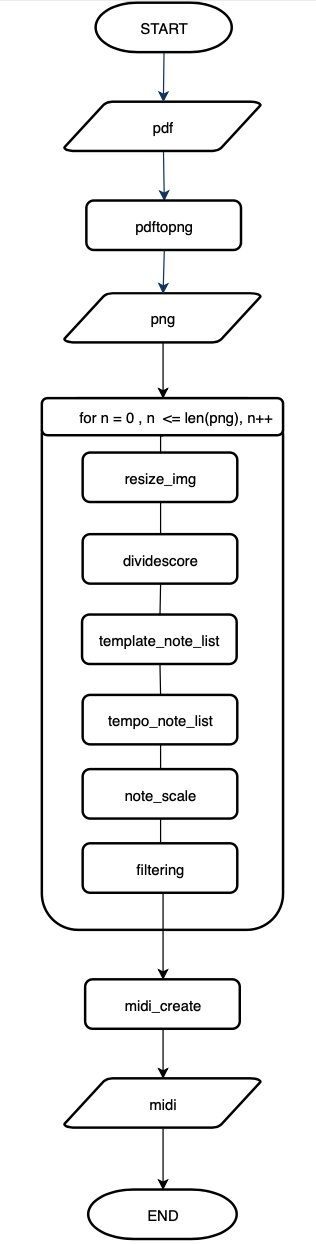 START
pdf
pdftopng
png
for n = 0 , n <= len(png), n++
resize_img
dividescore
template_note_list
tempo_note_list
note_scale
filtering
midi_create
midi
END